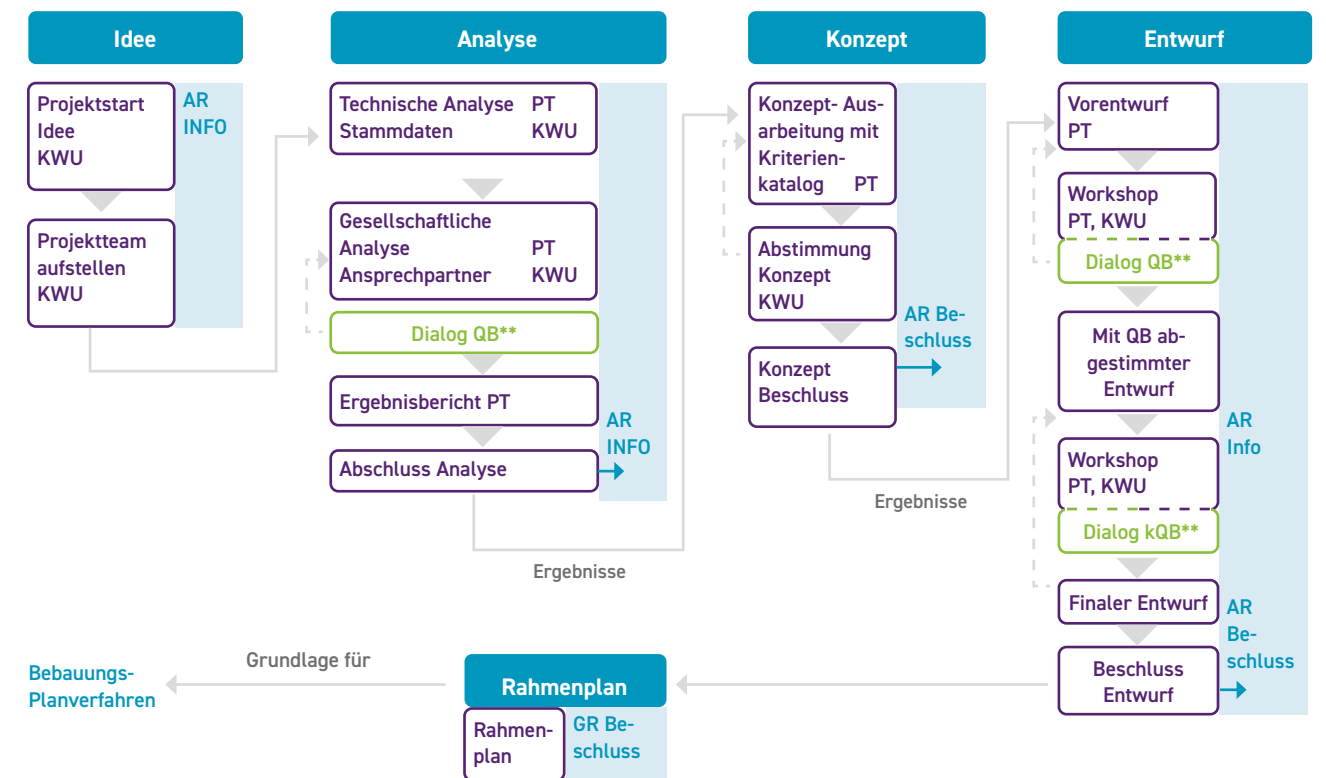 Idee
Projektstart
Idee
KWU
AR
INFO
Projektteam
aufstellen
KWU
Analyse
Technische Analyse PT
Stammdaten KWU
Gesellschaftliche
Analyse PT
Ansprechpartner KWU
Dialog QB**
Ergebnisbericht PT
Abschluss Analyse
AR
INFO
Ergebnisse
Konzept
Konzept- Aus-
arbeitung mit
Kriterien-
katalog PT
Abstimmung
Konzept
KWU
Konzept
Beschluss
AR Be-
schluss
Ergebnisse
Entwurf
Vorentwurf
PT
Workshop
PT, KWU
Dialog QB**
Mit QB ab-
gestimmter
Entwurf
AR
Info
Workshop
PT, KWU
Dialog kQB**
Finaler Entwurf
Beschluss
Entwurf
AR
Be-
schluss
Rahmenplan
Rahmen-
plan
GR Be-
schluss
Grundlage für
Bebauungs-
Planverfahren